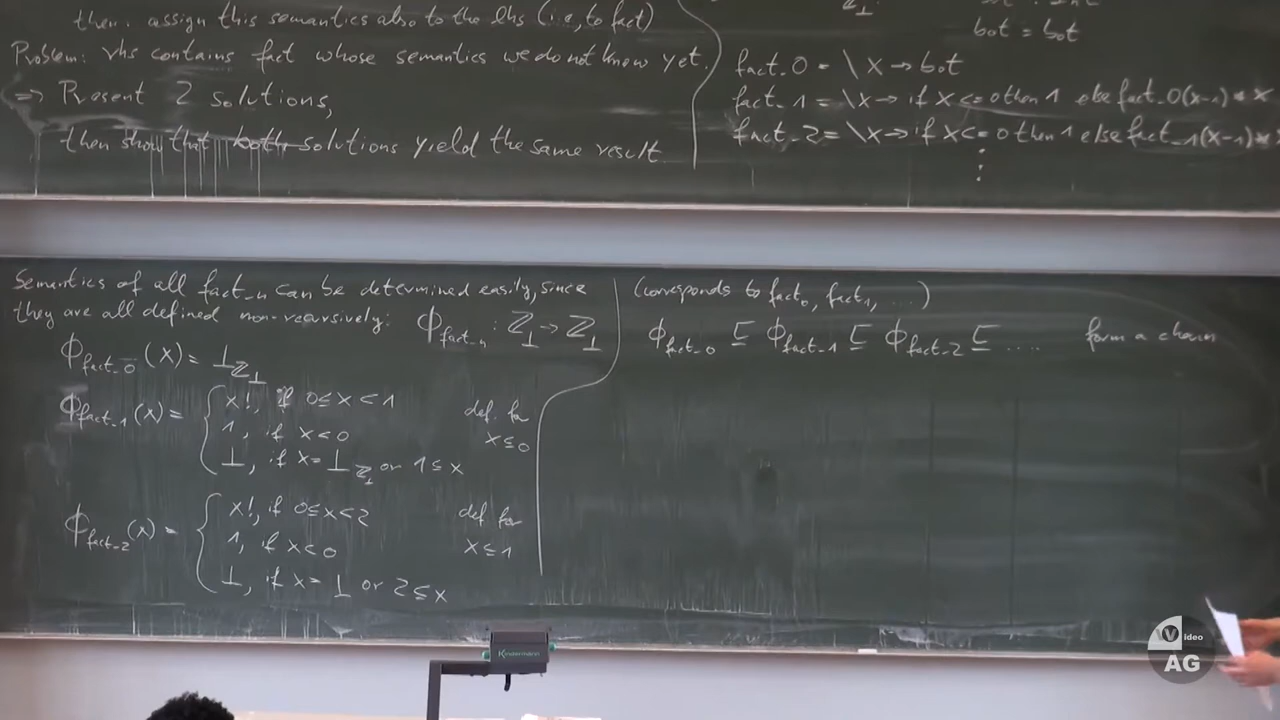 then: assign this semantics also to the lhs (i.e., to fact)
Problem: rhs contains fact whose semantics we do not know yet.
=> Present 2 solutions,
then show that both solutions yield the same result.
bot = bot
fact_0 = \x → bot
fact_1 = \x → if x <= 0 then 1 else fact_0(x-1) * x
fact_2 = \x → if x <= 0 then 1 else fact_1(x-1) *
⋮
Semantics of all fact_n can be determined easily, since
they are all defined non-recursively: Φfact_n : ℤ⊥ → ℤ⊥
Φfact_0 (x) = ⊥ℤ⊥
Φfact_1 (x) = { x!, if 0 ≤ x < 1
1, if x < 0
⊥, if x = ⊥ℤ⊥ or 1 ≤ x
def. for
x ≤ 0
Φfact_2 (x) = { x!, if 0 ≤ x < 2
1, if x < 0
⊥, if x = ⊥ or 2 ≤ x
def for
x ≤ 1
(corresponds to fact₀, fact₁, ...)
Φfact_0 ⊑ Φfact_1 ⊑ Φfact_2 ⊑ .... form a chain
Kindermann
Video
AG